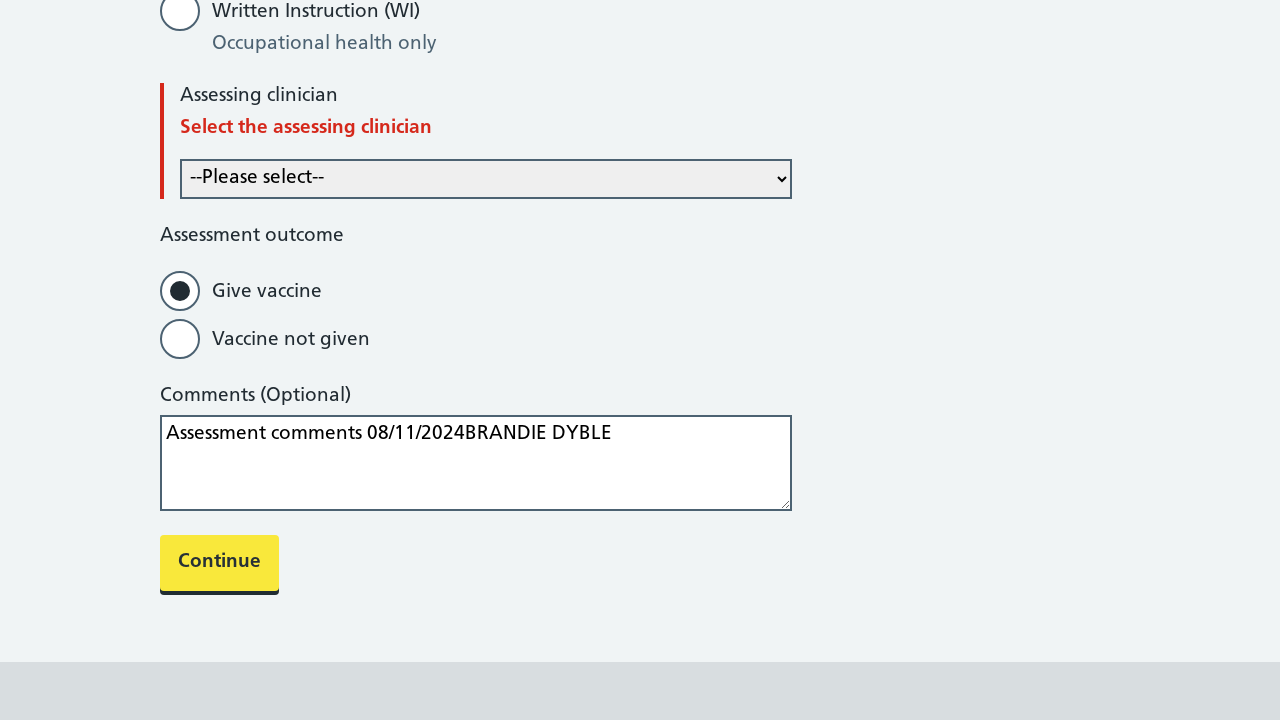 Written Instruction (WI)
Occupational health only
Assessing clinician
Select the assessing clinician
--Please select--
Assessment outcome
Give vaccine
Vaccine not given
Comments (Optional)
Assessment comments 08/11/2024BRANDIE DYBLE
Continue